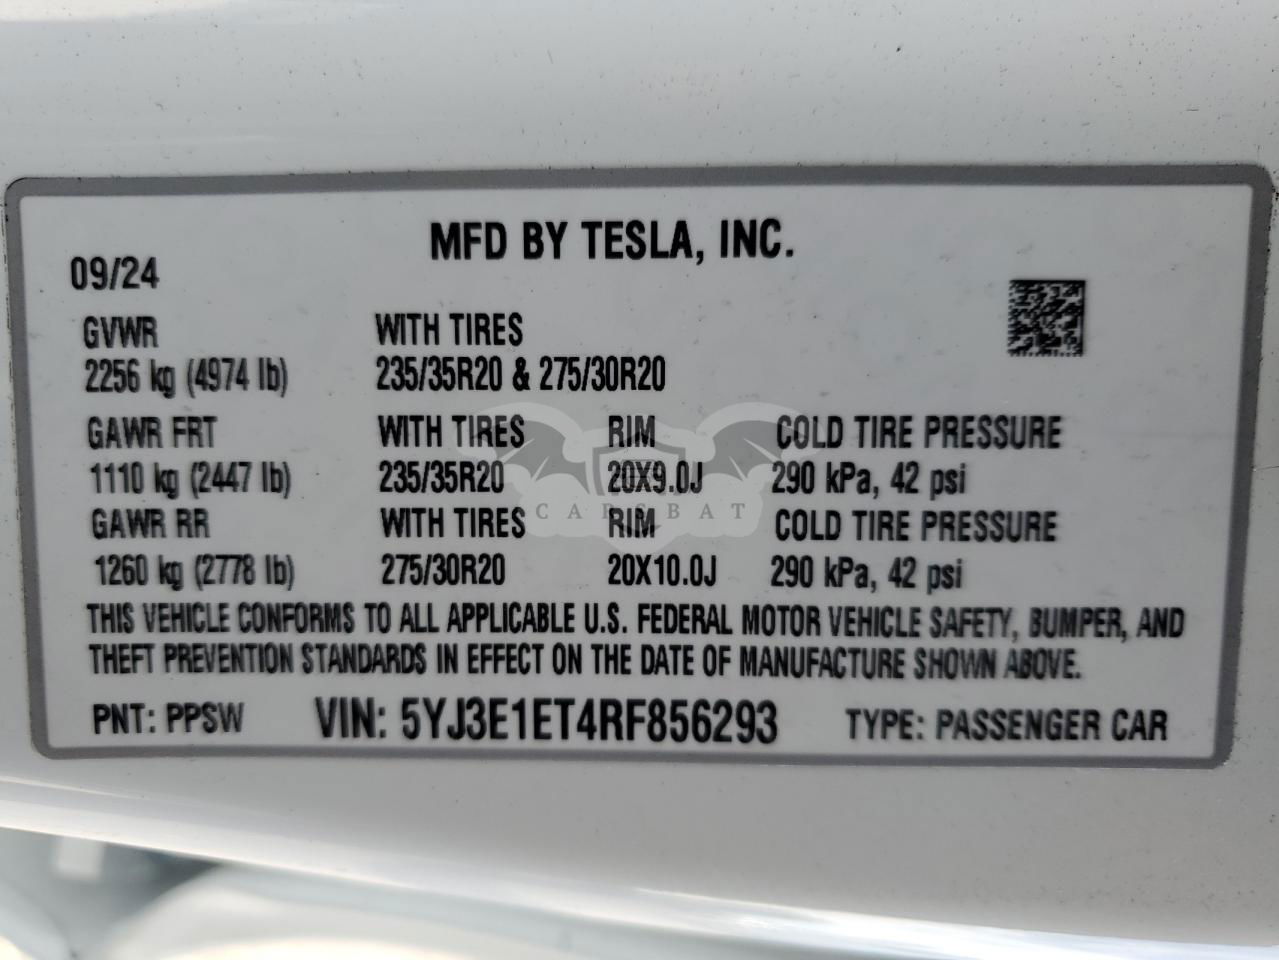 MFD BY TESLA, INC.
09/24
GVWR WITH TIRES
2256 kg (4974 lb) 235/35R20 & 275/30R20
GAWR FRT WITH TIRES RIM COLD TIRE PRESSURE
1110 kg (2447 lb) 235/35R20 20X9.0J 290 kPa, 42 psi
CARSBAT
GAWR RR WITH TIRES RIM COLD TIRE PRESSURE
1260 kg (2778 lb) 275/30R20 20X10.0J 290 kPa, 42 psi
THIS VEHICLE CONFORMS TO ALL APPLICABLE U.S. FEDERAL MOTOR VEHICLE SAFETY, BUMPER, AND
THEFT PREVENTION STANDARDS IN EFFECT ON THE DATE OF MANUFACTURE SHOWN ABOVE.
PNT: PPSW VIN: 5YJ3E1ET4RF856293 TYPE: PASSENGER CAR